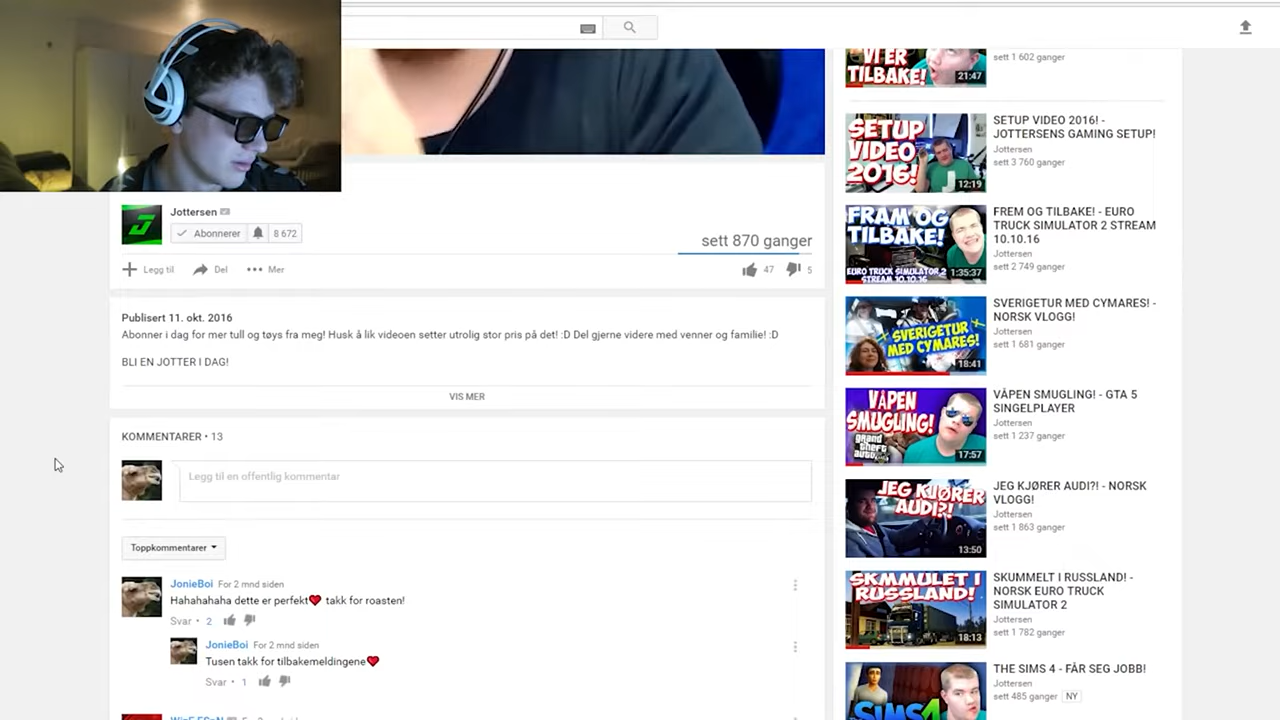 Jottersen
Abonnerer 8 672
sett 870 ganger
Legg til Del Mer
47 5
Publisert 11. okt. 2016
Abonner i dag for mer tull og tøys fra meg! Husk å lik videoen setter utrolig stor pris på det! :D Del gjerne videre med venner og familie! :D
BLI EN JOTTER I DAG!
VIS MER
KOMMENTARER • 13
Legg til en offentlig kommentar
Toppkommentarer
JonieBoi For 2 mnd siden
Hahahahaha dette er perfekt❤ takk for roasten!
Svar • 2
JonieBoi For 2 mnd siden
Tusen takk for tilbakemeldingene❤
Svar • 1
VI ER
TILBAKE!
21:47
sett 1 602 ganger
SETUP
VIDEO
2016!
12:19
SETUP VIDEO 2016! -
JOTTERSENS GAMING SETUP!
Jottersen
sett 3 760 ganger
FRAM OG
TILBAKE!
EURO TRUCK SIMULATOR 2
STREAM 10.10.16
1:35:37
FREM OG TILBAKE! - EURO
TRUCK SIMULATOR 2 STREAM
10.10.16
Jottersen
sett 2 749 ganger
SVERIGETUR
MED CYMARES!
18:41
SVERIGETUR MED CYMARES! -
NORSK VLOGG!
Jottersen
sett 1 681 ganger
VÅPEN
SMUGLING!
grand
theft
auto
17:57
VÅPEN SMUGLING! - GTA 5
SINGELPLAYER
Jottersen
sett 1 237 ganger
JEG KJØRER
AUDI?!
13:50
JEG KJØRER AUDI?! - NORSK
VLOGG!
Jottersen
sett 1 863 ganger
SKMMULET I
RUSSLAND!
18:13
SKUMMELT I RUSSLAND! -
NORSK EURO TRUCK
SIMULATOR 2
Jottersen
sett 1 782 ganger
SIMS4
THE SIMS 4 - FÅR SEG JOBB!
Jottersen
sett 485 ganger NY